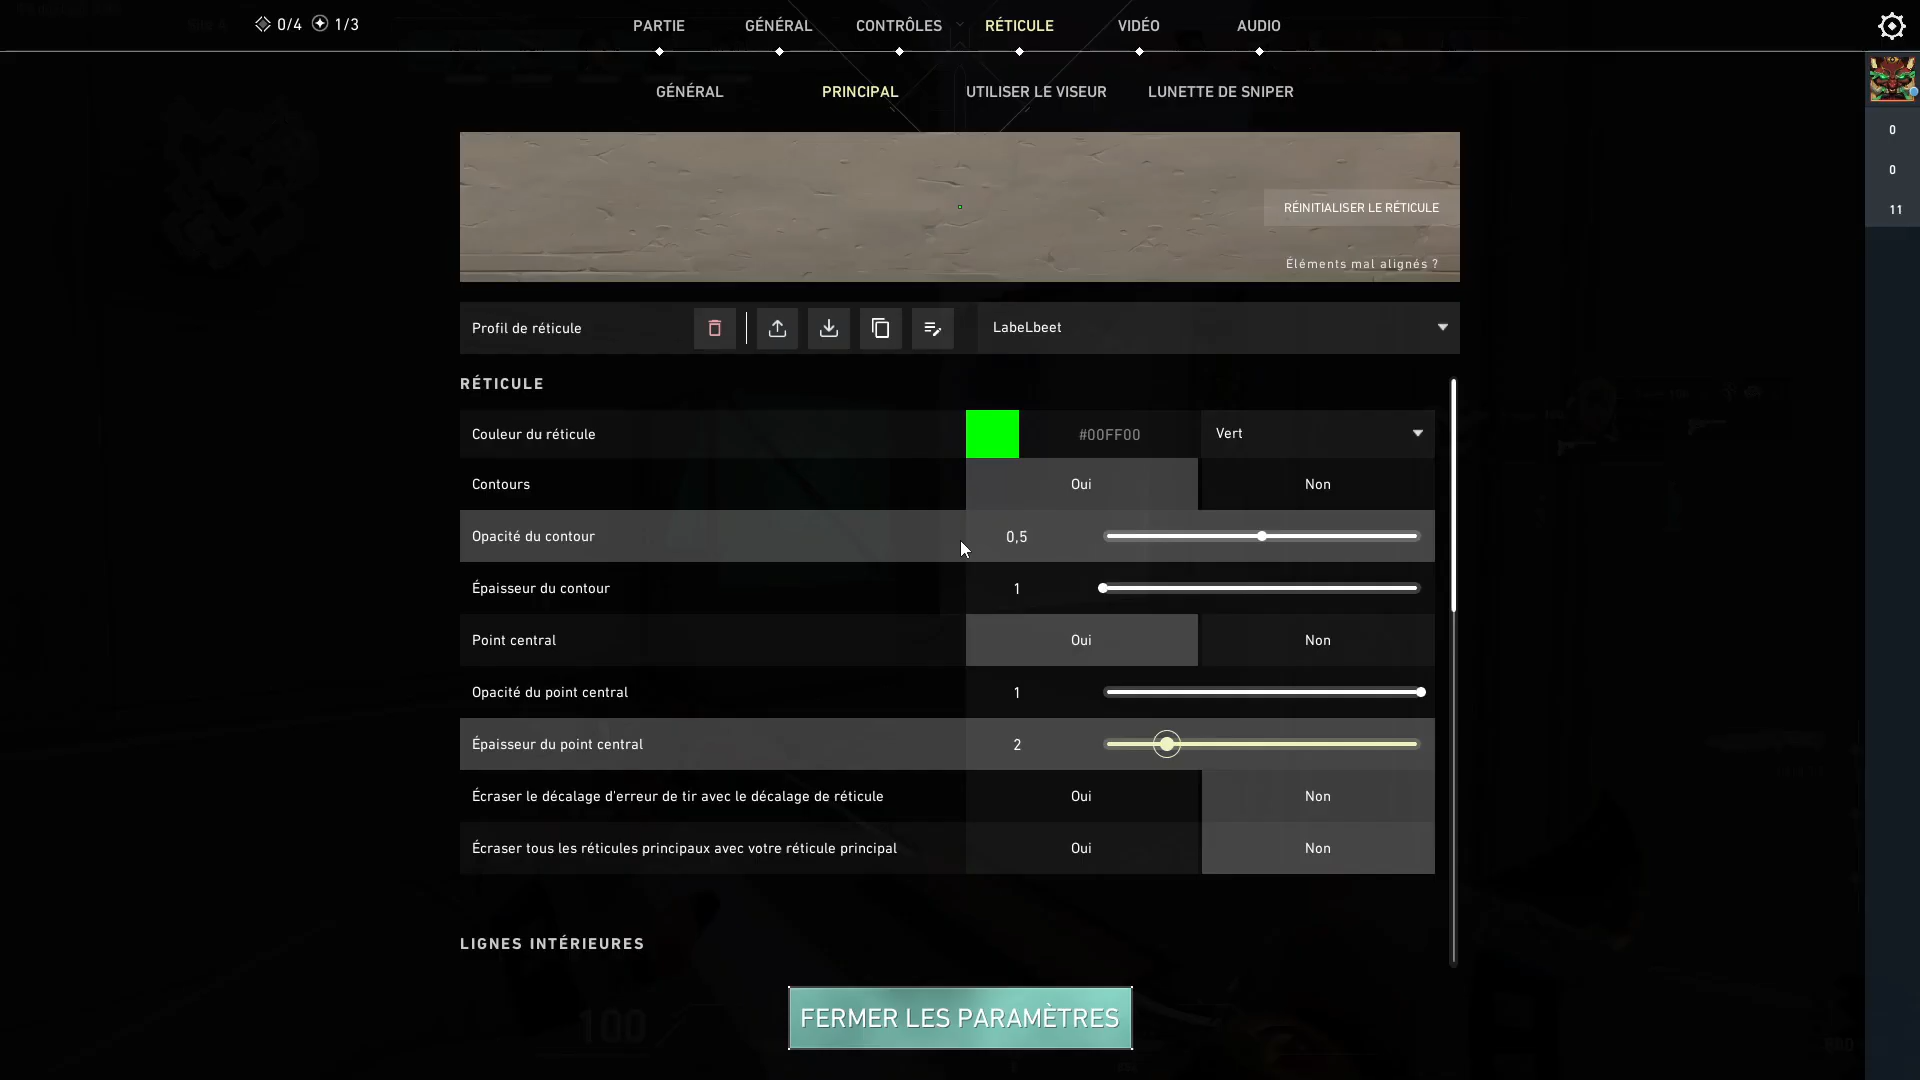 0/4 1/3
PARTIE GÉNÉRAL CONTRÔLES RÉTICULE VIDÉO AUDIO
GÉNÉRAL PRINCIPAL UTILISER LE VISEUR LUNETTE DE SNIPER
0
0
11
RÉINITIALISER LE RÉTICULE
Éléments mal alignés ?
Profil de réticule LabeLbeet
RÉTICULE
Couleur du réticule #00FF00 Vert
Contours Oui Non
Opacité du contour 0,5
Épaisseur du contour 1
Point central Oui Non
Opacité du point central 1
Épaisseur du point central 2
Écraser le décalage d'erreur de tir avec le décalage de réticule Oui Non
Écraser tous les réticules principaux avec votre réticule principal Oui Non
LIGNES INTÉRIEURES
FERMER LES PARAMÈTRES
100